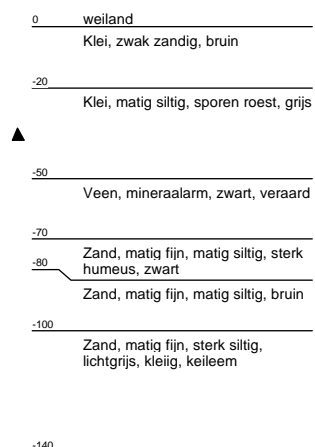 0 weiland
Klei, zwak zandig, bruin
-20
Klei, matig siltig, sporen roest, grijs
-50
Veen, mineraalarm, zwart, veraard
-70
Zand, matig fijn, matig siltig, sterk
humeus, zwart
-80
Zand, matig fijn, matig siltig, bruin
-100
Zand, matig fijn, sterk siltig,
lichtgrijs, kleiig, keileem
-140